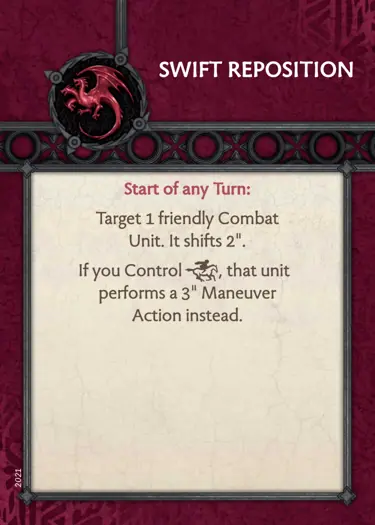 SWIFT REPOSITION
Start of any Turn:
Target 1 friendly Combat
Unit. It shifts 2".
If you Control , that unit
performs a 3" Maneuver
Action instead.
2021